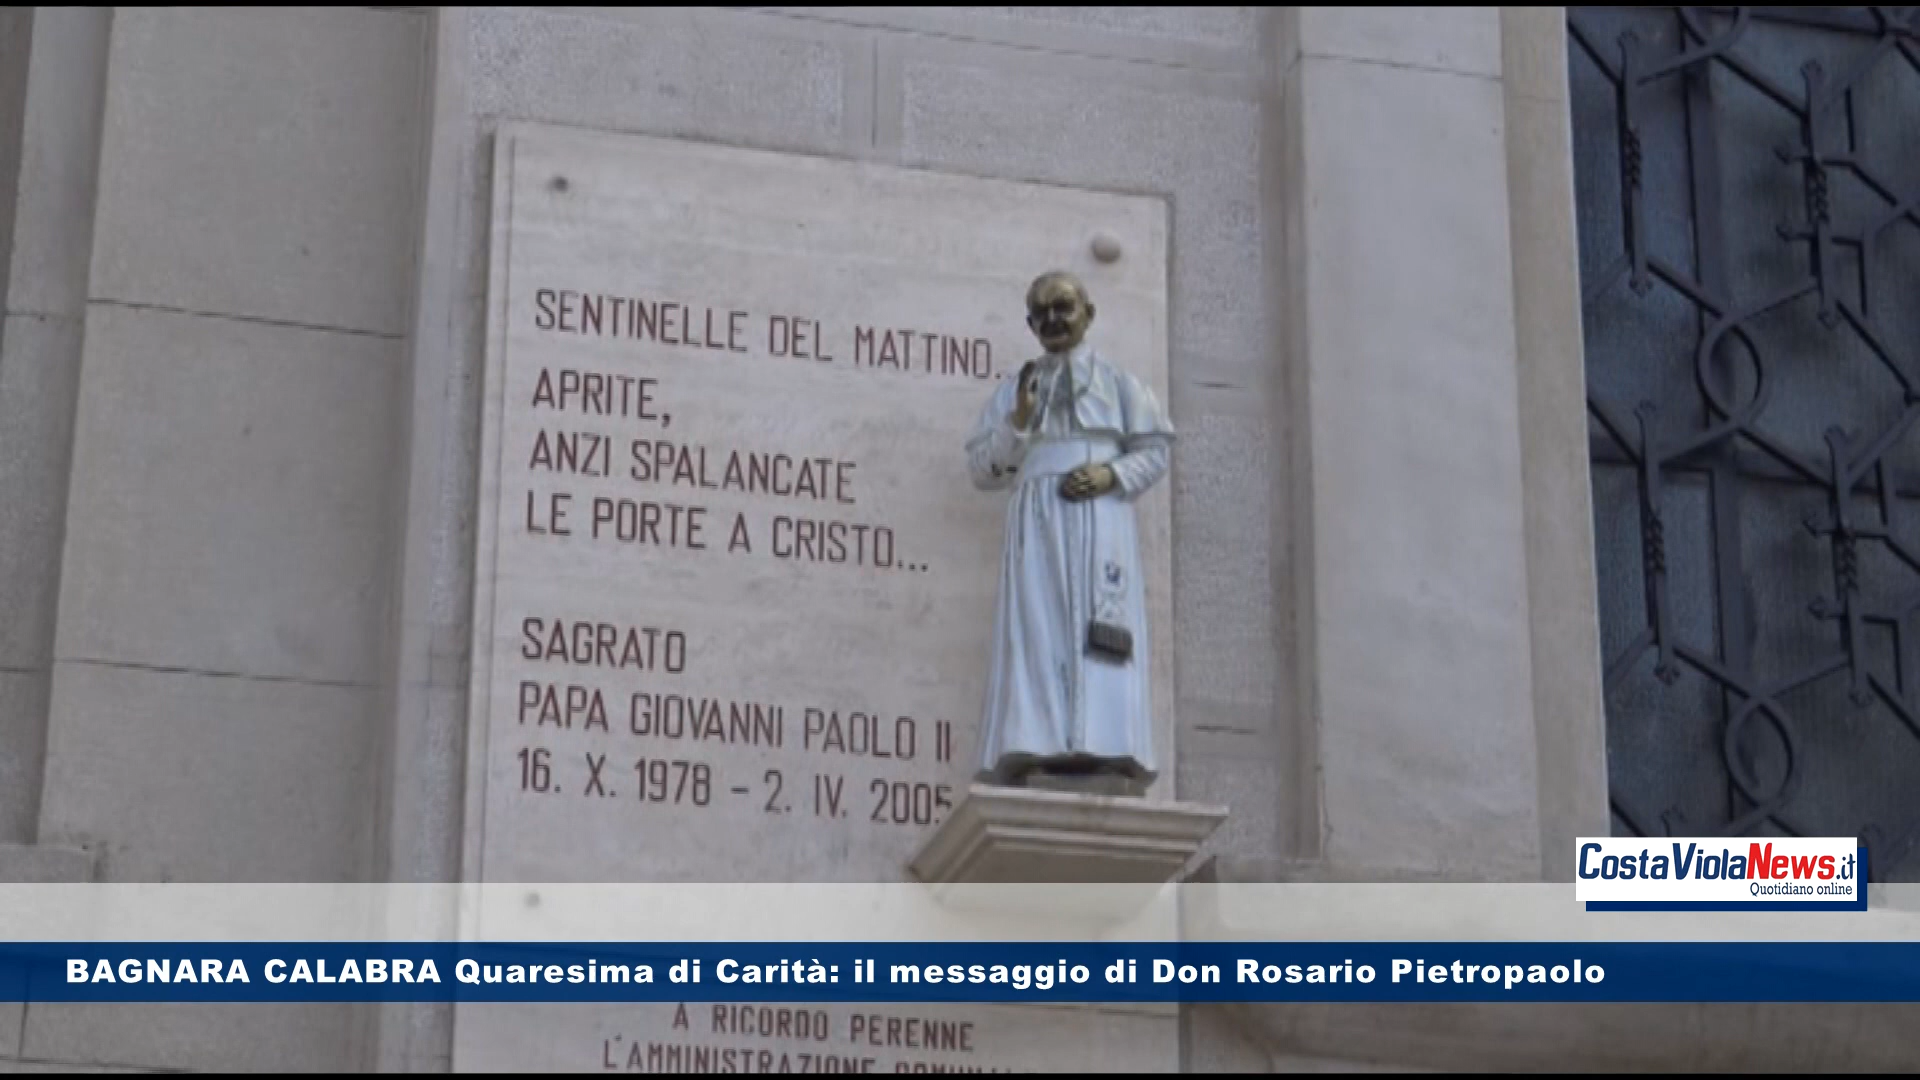 SENTINELLE DEL MATTINO..
APRITE,
ANZI SPALANCATE
LE PORTE A CRISTO...
SAGRATO
PAPA GIOVANNI PAOLO II
16. X. 1978 - 2. IV. 2005
CostaViolaNews.it
Quotidiano online
BAGNARA CALABRA Quaresima di Carità: il messaggio di Don Rosario Pietropaolo
A RICORDO PERENNE
L'AMMINISTRAZIONE